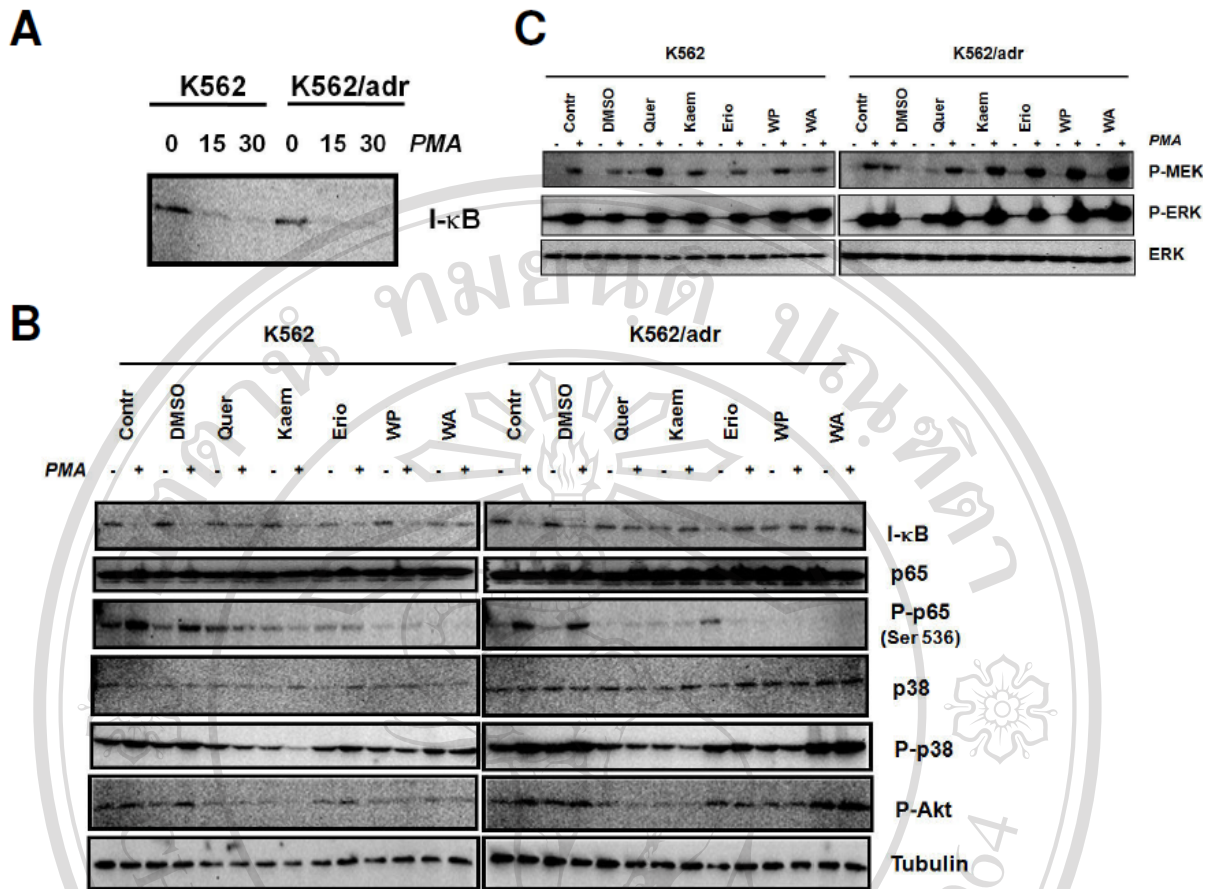 A
K562 K562/adr
0 15 30 0 15 30 PMA
I-κB
C
K562 K562/adr
Contr DMSO Quer Kaem Erio WP WA Contr DMSO Quer Kaem Erio WP WA
- + - + - + - + - + - + - + - + + - - + - + - + - + - + PMA
P-MEK
P-ERK
ERK
B
K562 K562/adr
Contr DMSO Quer Kaem Erio WP WA Contr DMSO Quer Kaem Erio WP WA
PMA - + - + - + - + - + - + - + - + - + - + - + - + - + - +
I-κB
p65
P-p65
(Ser 536)
p38
P-p38
P-Akt
Tubulin